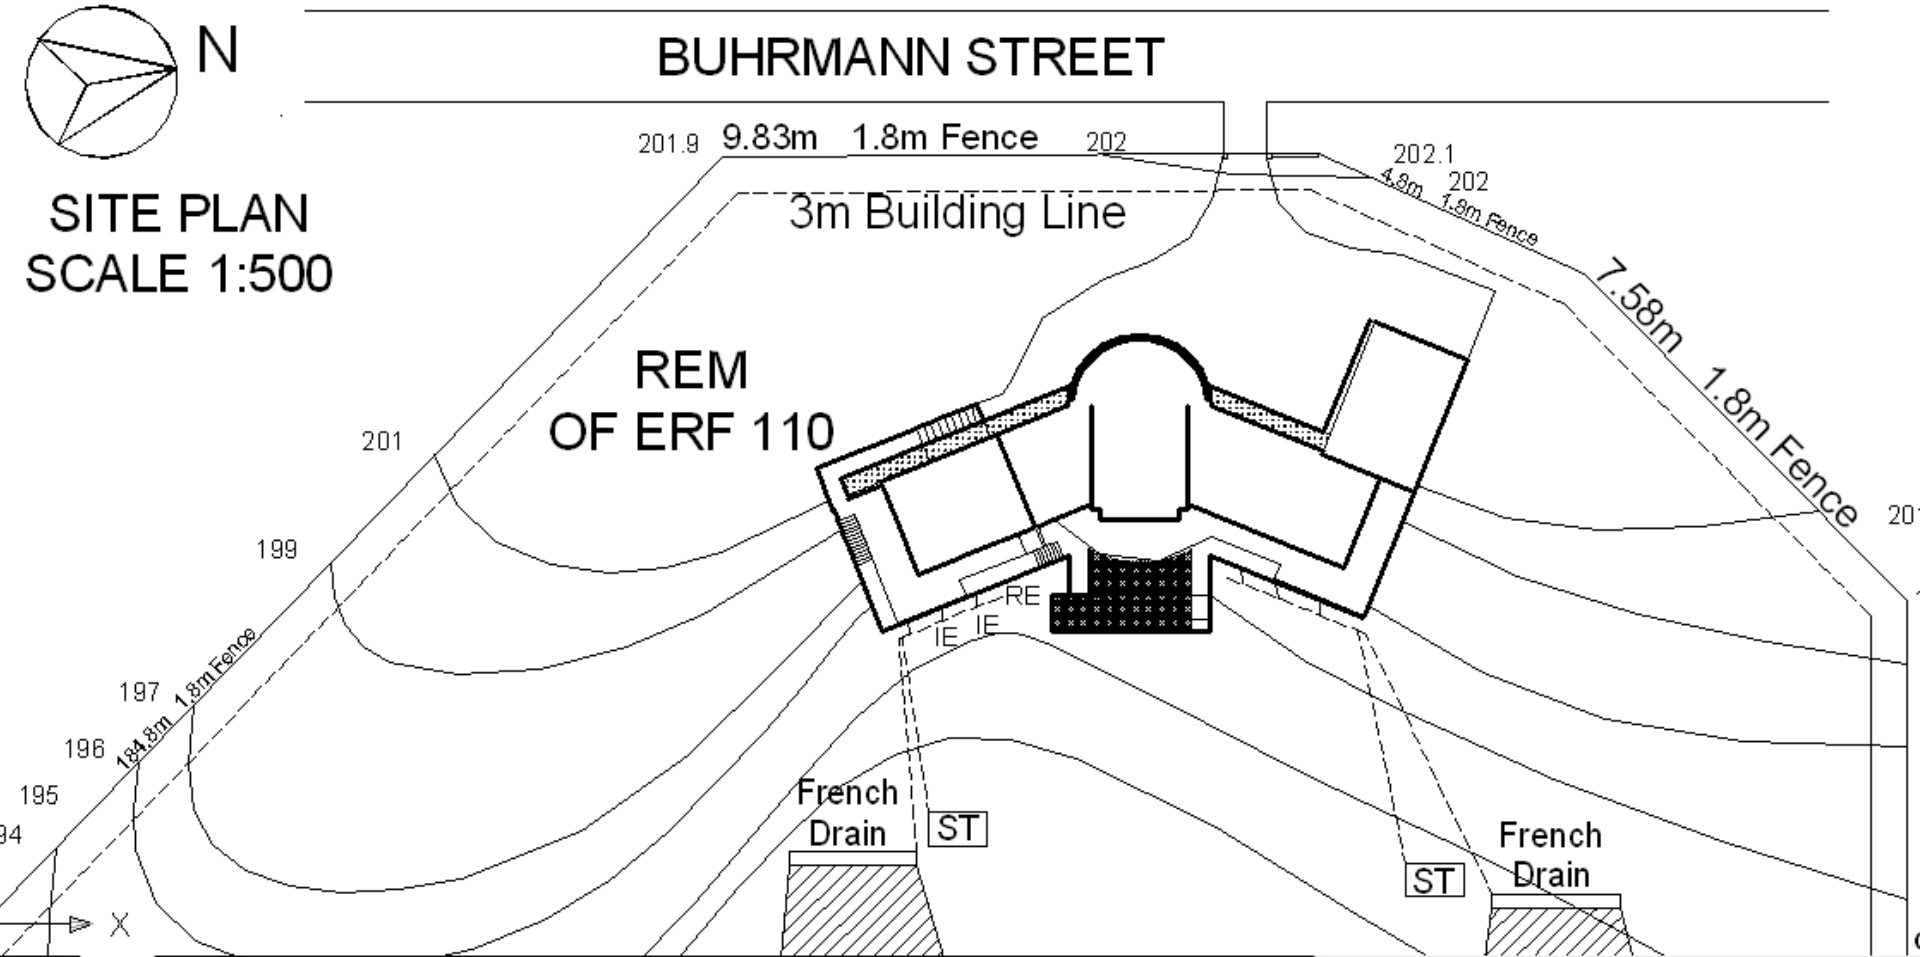 N
BUHRMANN STREET
201.9 9.83m 1.8m Fence 202
202.1
4,8m 202
1.8m Fence
SITE PLAN
SCALE 1:500
3m Building Line
7.58m 1.8m Fence
REM
OF ERF 110
201
199
RE
IE IE
197 1,8m Fence
184,8m
196
195
French
Drain
ST
French
Drain
ST
X